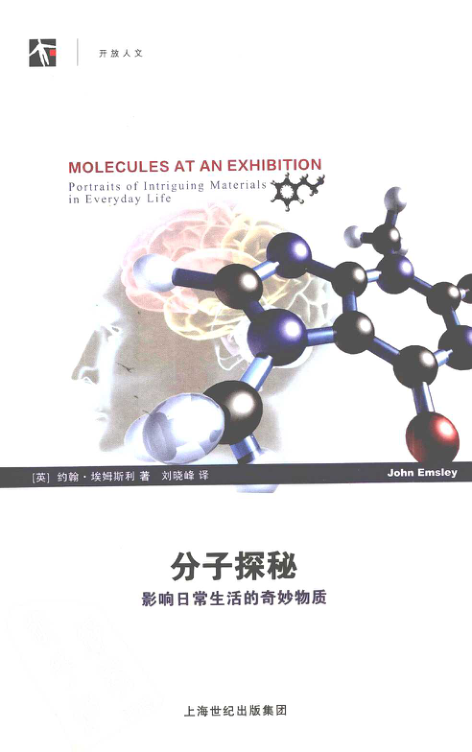 开放人文
MOLECULES AT AN EXHIBITION
Portraits of Intriguing Materials
in Everyday Life
[英] 约翰·埃姆斯利 著 刘晓峰 译
John Emsley
分子探秘
影响日常生活的奇妙物质
上海世纪出版集团